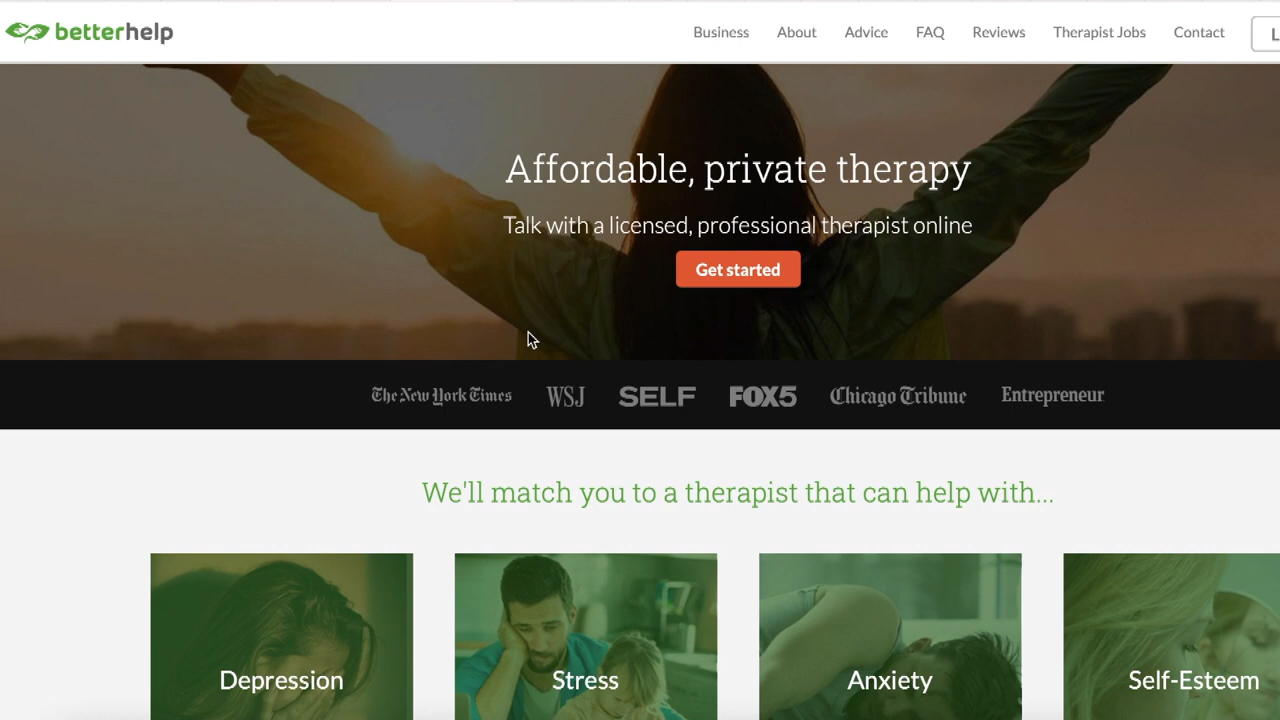 betterhelp
Business About Advice FAQ Reviews Therapist Jobs Contact L
Affordable, private therapy
Talk with a licensed, professional therapist online
Get started
The New York Times WSJ SELF FOX5 Chicago Tribune Entrepreneur
We'll match you to a therapist that can help with...
Depression Stress Anxiety Self-Esteem